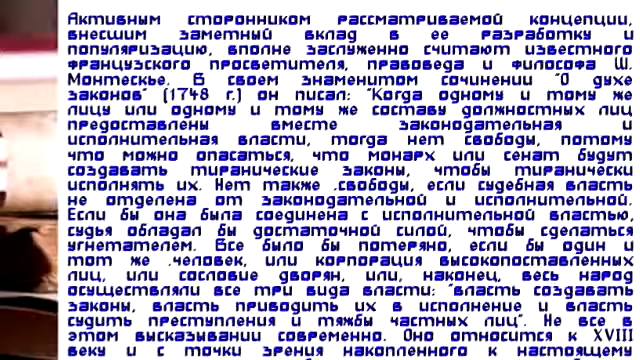 Активным сторонником рассматриваемой концепции,
внесшим заметный вклад в ее разработку и
популяризацию, вполне заслуженно считают известного
французского просветителя, правоведа и философа Ш.
Монтескье. В своем знаменитом сочинении "О духе
законов" (1748 г.) он писал: "Когда одному и тому же
лицу или одному и тому же составу должностных лиц
предоставлены вместе законодательная и
исполнительная власти, тогда нет свободы, потому
что можно опасаться, что монарх или сенат будут
создавать тиранические законы, чтобы тиранически
исполнять их. Нет также .свободы, если судебная власть
не отделена от законодательной и исполнительной.
Если бы она была соединена с исполнительной властью,
судья обладал бы достаточной силой, чтобы сделаться
угнетателем. Все было бы потеряно, если бы один и
тот же .человек, или корпорация высокопоставленных
лиц, или сословие дворян, или, наконец, весь народ
осуществляли все три вида власти: "власть создавать
законы, власть приводить их в исполнение и власть
судить преступления и тяжбы частных лиц". Не все в
этом высказывании современно. Оно относится к XVIII
веку и с точки зрения накопленного к настоящему